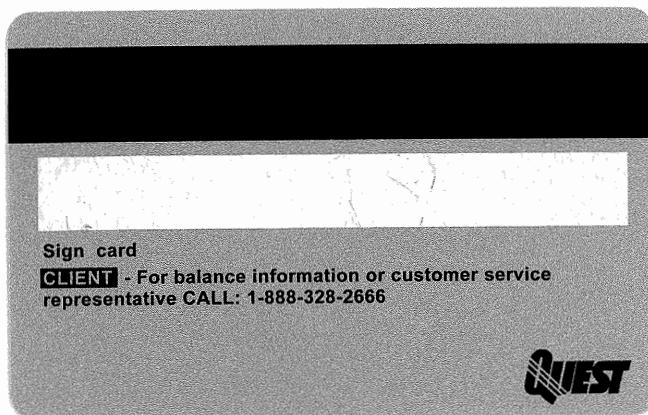 Sign card
CLIENT - For balance information or customer service
representative CALL: 1-888-328-2666
QUEST